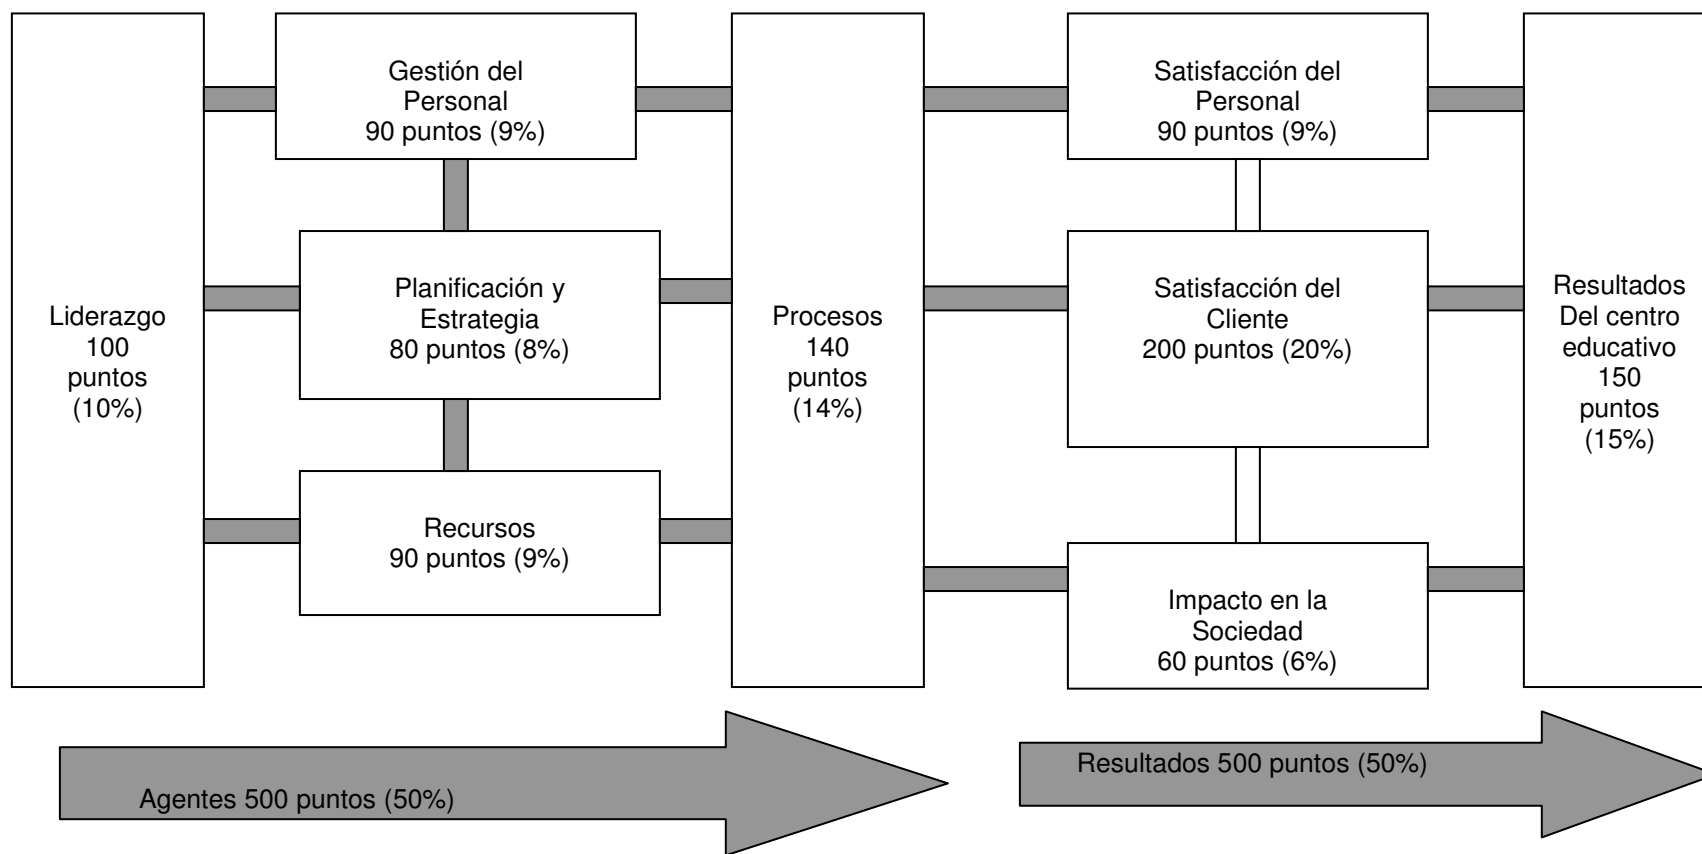 Liderazgo
100
puntos
(10%)
Gestión del
Personal
90 puntos (9%)
Planificación y
Estrategia
80 puntos (8%)
Recursos
90 puntos (9%)
Procesos
140
puntos
(14%)
Satisfacción del
Personal
90 puntos (9%)
Satisfacción del
Cliente
200 puntos (20%)
Impacto en la
Sociedad
60 puntos (6%)
Resultados
Del centro
educativo
150
puntos
(15%)
Agentes 500 puntos (50%)
Resultados 500 puntos (50%)